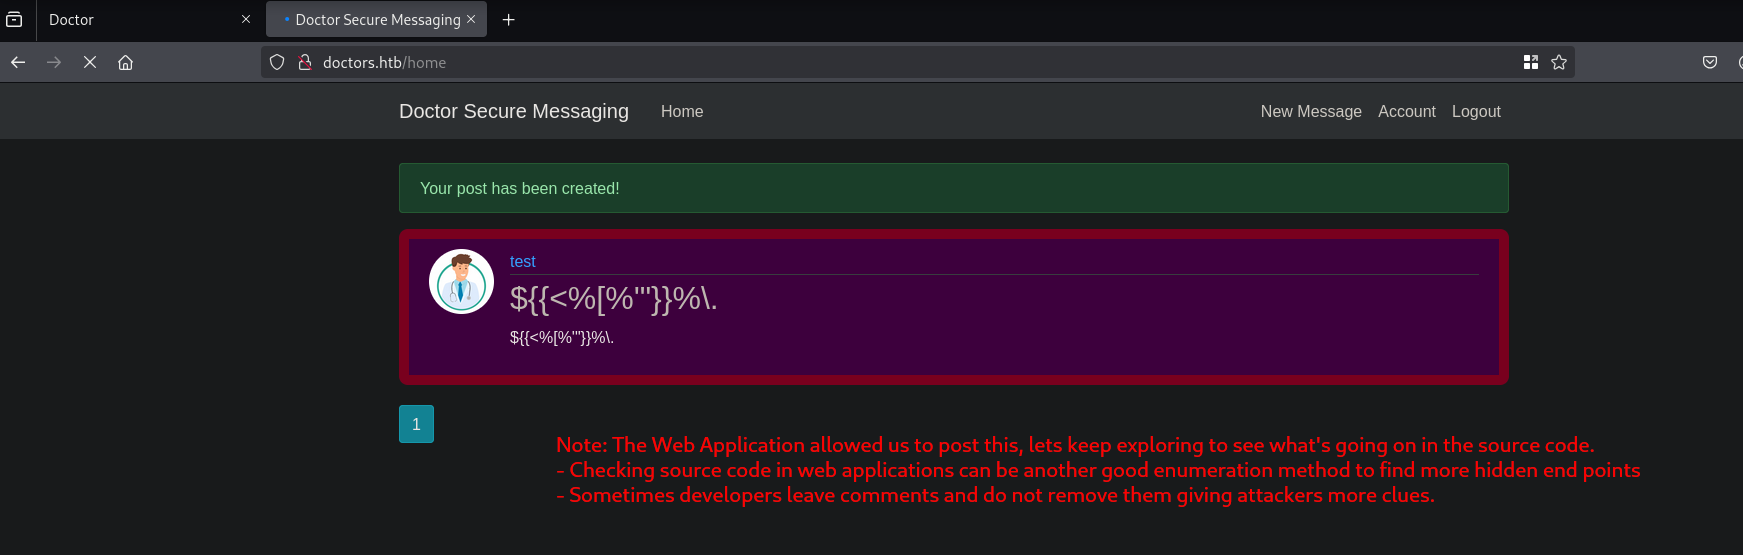 Doctor
Doctor Secure Messaging
doctors.htb/home
Doctor Secure Messaging Home New Message Account Logout
Your post has been created!
test
${{<%[%'"}}%\.
${{<%[%'"}}%\.
1
Note: The Web Application allowed us to post this, lets keep exploring to see what's going on in the source code.
- Checking source code in web applications can be another good enumeration method to find more hidden end points
- Sometimes developers leave comments and do not remove them giving attackers more clues.